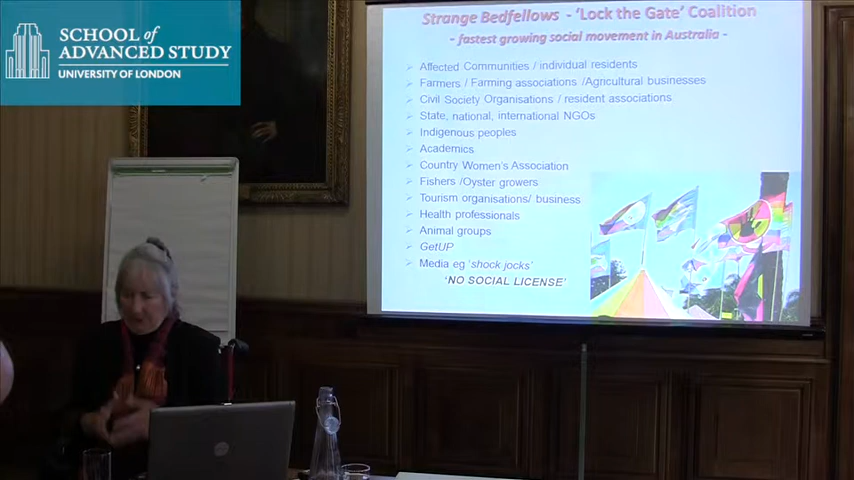 SCHOOL of
ADVANCED STUDY
UNIVERSITY OF LONDON
Strange Bedfellows - 'Lock the Gate' Coalition
- fastest growing social movement in Australia -
Affected Communities / individual residents
Farmers / Farming associations /Agricultural businesses
Civil Society Organisations / resident associations
State, national, international NGOs
Indigenous peoples
Academics
Country Women's Association
Fishers /Oyster growers
Tourism organisations/ business
Health professionals
Animal groups
GetUP
Media eg 'shock jocks'
'NO SOCIAL LICENSE'